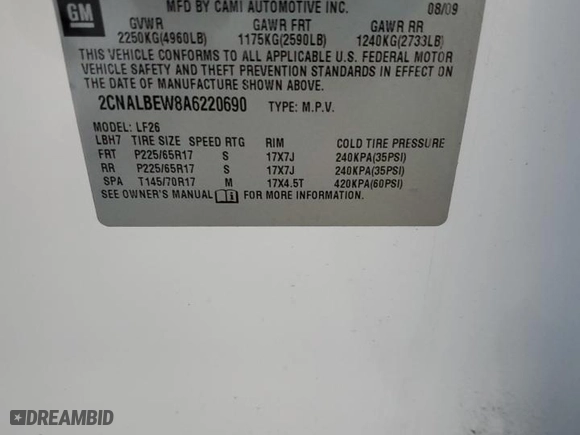 GM
MFD BY CAMI AUTOMOTIVE INC. 08/09
GVWR GAWR FRT GAWR RR
2250KG(4960LB) 1175KG(2590LB) 1240KG(2733LB)
THIS VEHICLE CONFORMS TO ALL APPLICABLE U.S. FEDERAL MOTOR
VEHICLE SAFETY AND THEFT PREVENTION STANDARDS IN EFFECT ON
THE DATE OF MANUFACTURE SHOWN ABOVE.
2CNALBEW8A6220690 TYPE: M.P.V.
MODEL: LF26
LBH7 TIRE SIZE SPEED RTG RIM COLD TIRE PRESSURE
FRT P225/65R17 S 17X7J 240KPA(35PSI)
RR P225/65R17 S 17X7J 240KPA(35PSI)
SPA T145/70R17 M 17X4.5T 420KPA(60PSI)
SEE OWNER'S MANUAL FOR MORE INFORMATION.
DREAMBID